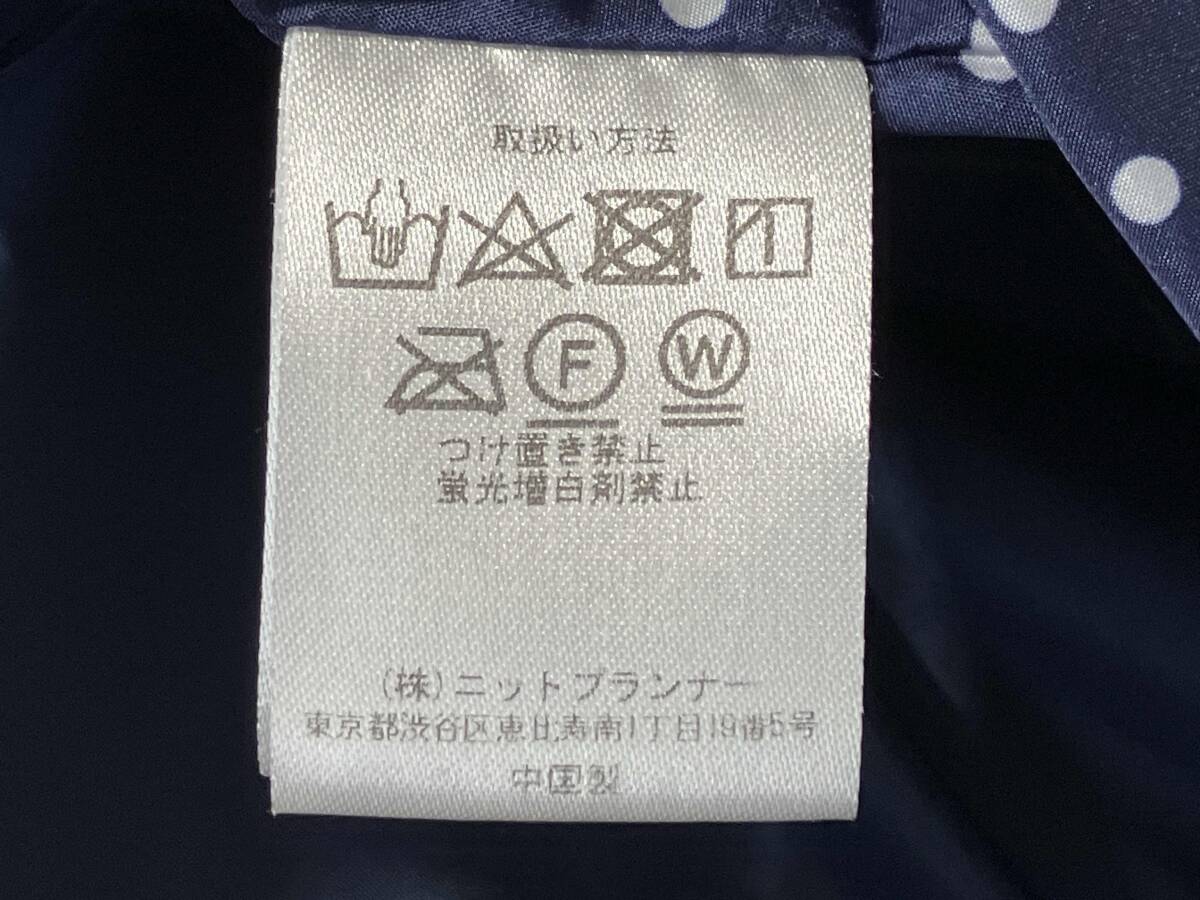 取扱い方法
F W
つけ置き禁止
蛍光増白剤禁止
(株)ニットプランナー
東京都渋谷区恵比寿南1丁目19番5号
中国製